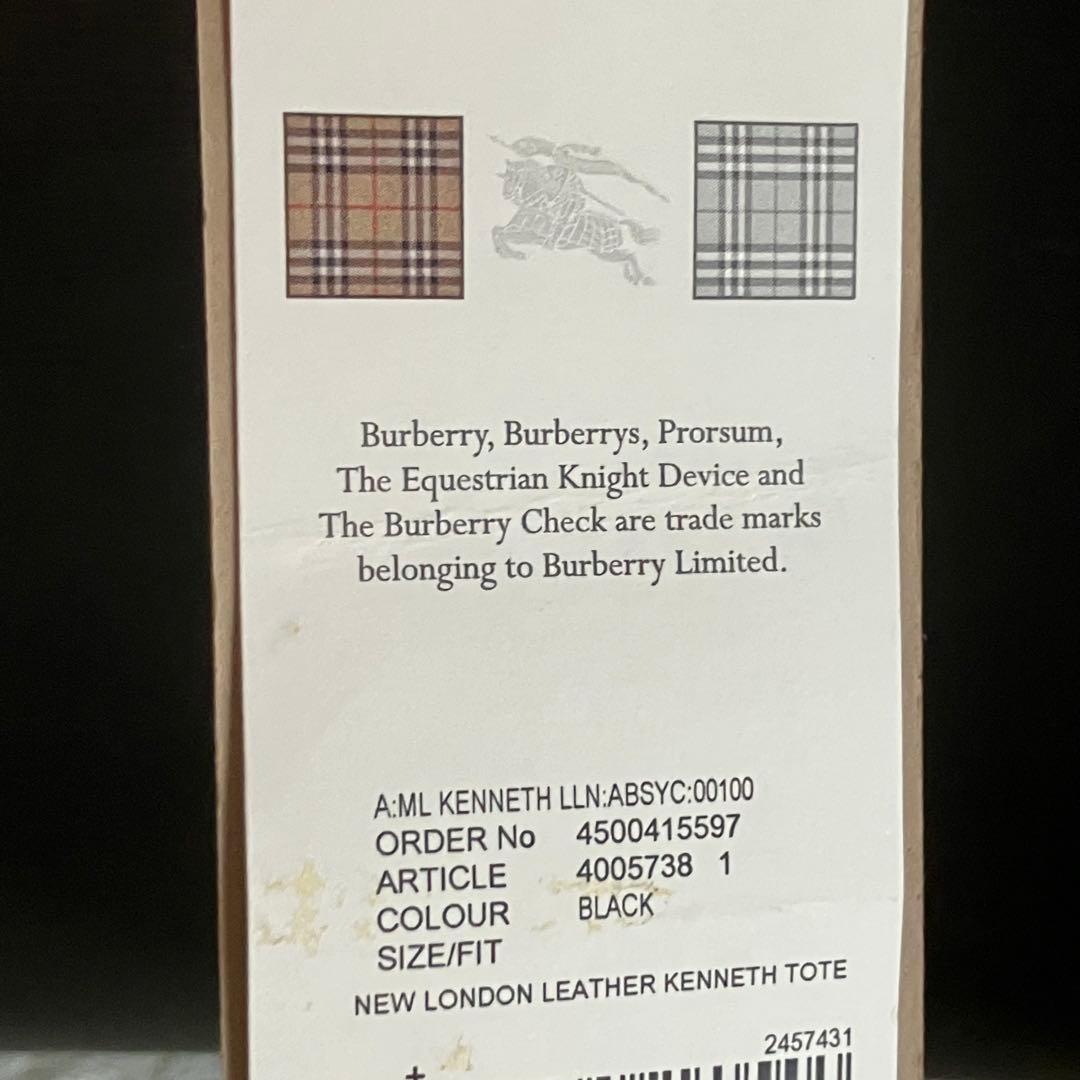 Burberry, Burberrys, Prorsum,
The Equestrian Knight Device and
The Burberry Check are trade marks
belonging to Burberry Limited.
A:ML KENNETH LLN:ABSYC:00100
ORDER No 4500415597
ARTICLE 4005738 1
COLOUR BLACK
SIZE/FIT
NEW LONDON LEATHER KENNETH TOTE
2457431
+